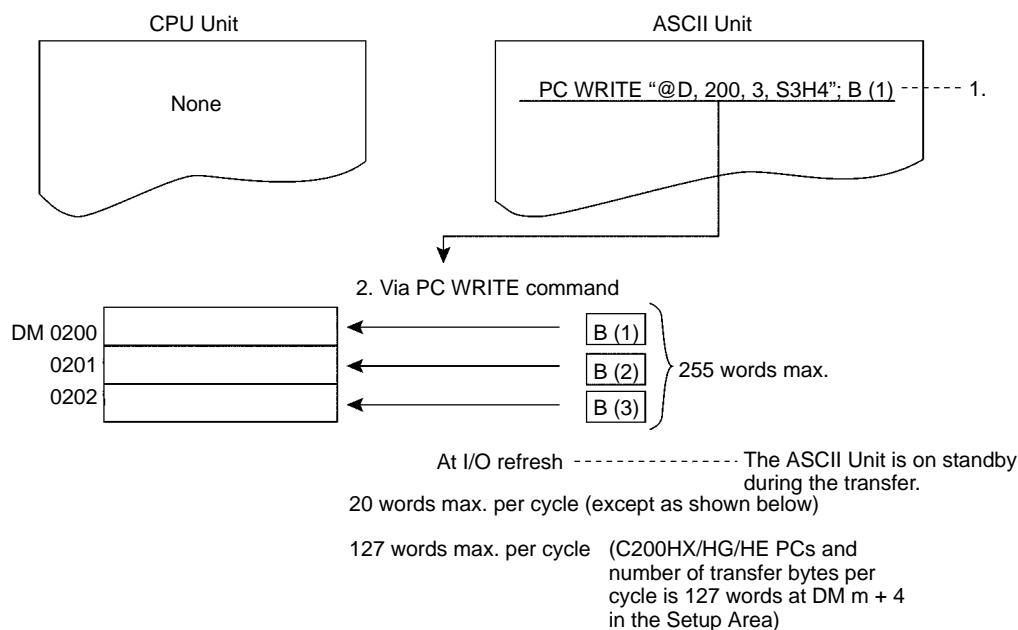 CPU Unit
ASCII Unit
None
PC WRITE “@D, 200, 3, S3H4”; B (1)
1.
2. Via PC WRITE command
DM 0200
B (1)
0201
B (2)
255 words max.
0202
B (3)
At I/O refresh
The ASCII Unit is on standby
during the transfer.
20 words max. per cycle (except as shown below)
127 words max. per cycle (C200HX/HG/HE PCs and
number of transfer bytes per
cycle is 127 words at DM m + 4
in the Setup Area)